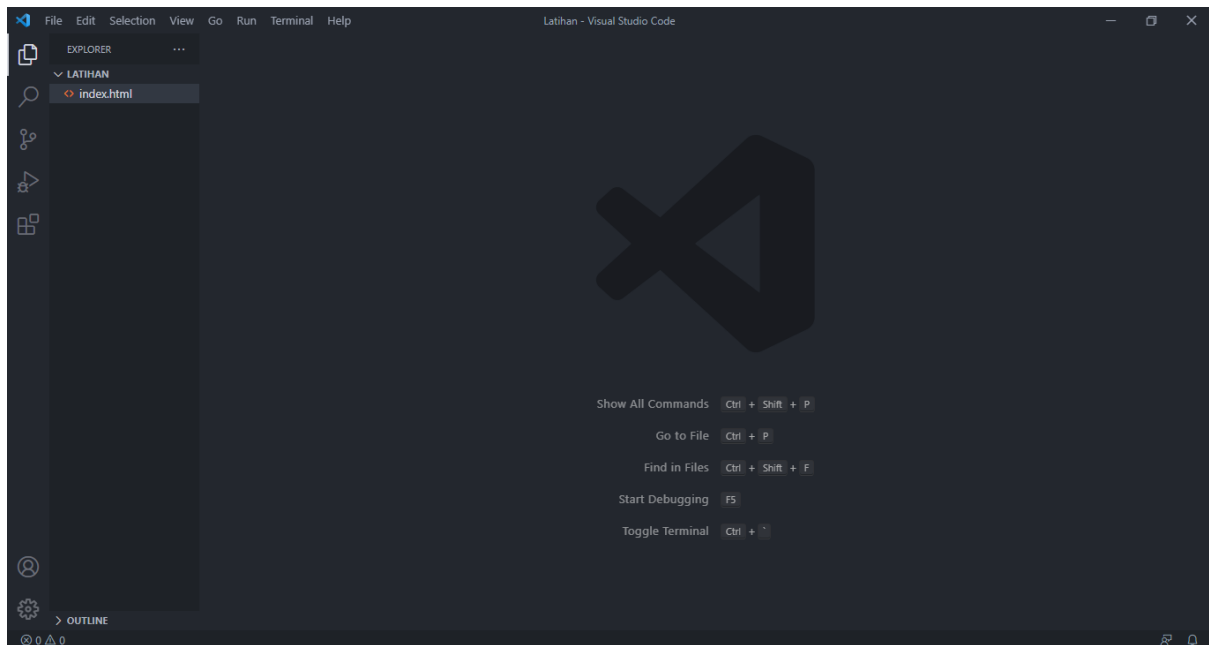 File Edit Selection View Go Run Terminal Help Latihan - Visual Studio Code
EXPLORER ...
LATIHAN
<> index.html
Show All Commands Ctrl + Shift + P
Go to File Ctrl + P
Find in Files Ctrl + Shift + F
Start Debugging F5
Toggle Terminal Ctrl + `
OUTLINE
0 0